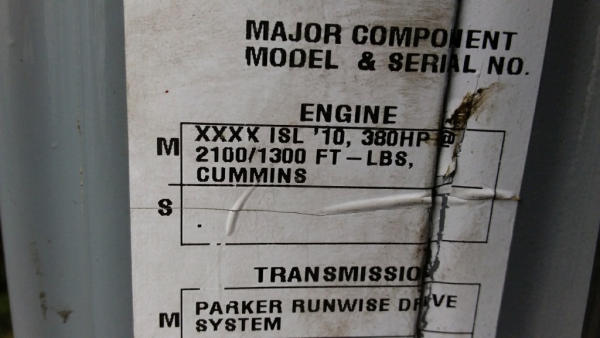 MAJOR COMPONENT
MODEL & SERIAL NO.
ENGINE
M
XXXX ISL '10, 380HP @
2100/1300 FT-LBS,
CUMMINS
S
.
TRANSMISSION
M
PARKER RUNWISE DRIVE
SYSTEM